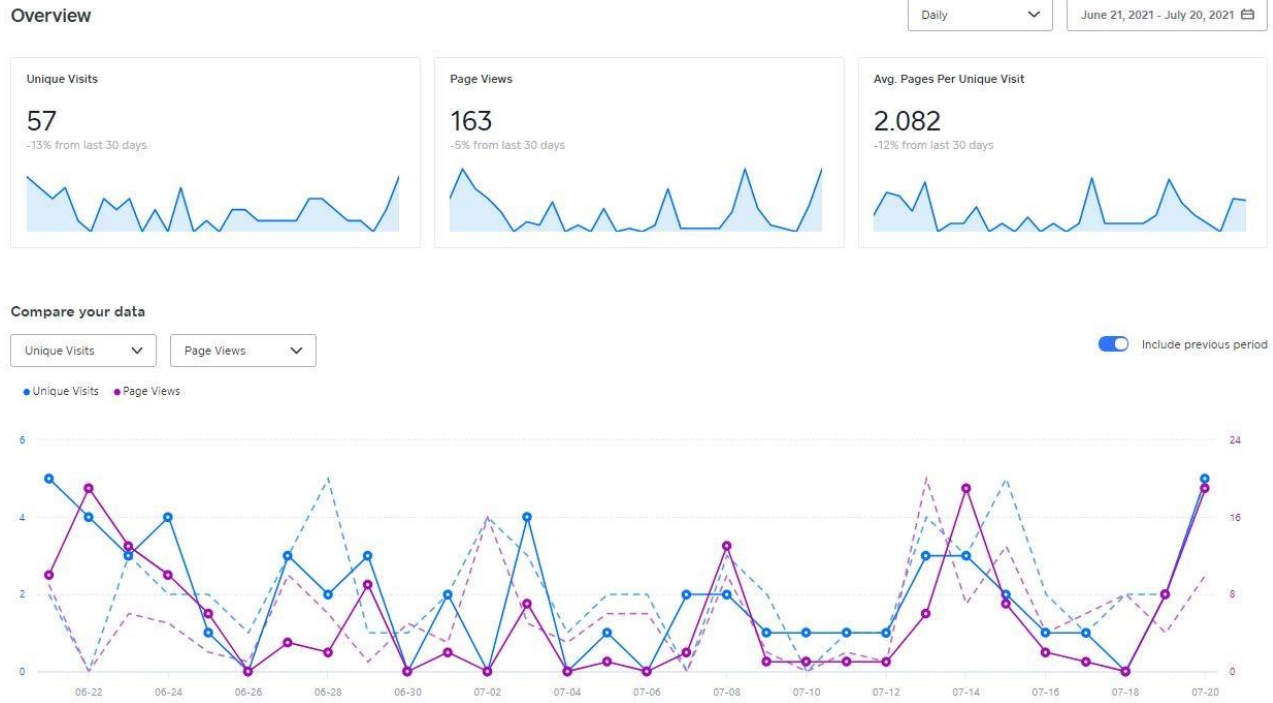 Overview
Daily
June 21, 2021 - July 20, 2021
Unique Visits
57
-13% from last 30 days
Page Views
163
-5% from last 30 days
Avg. Pages Per Unique Visit
2.082
-12% from last 30 days
Compare your data
Unique Visits
Page Views
Include previous period
Unique Visits Page Views
6 24
4 16
2 8
0 0
06-22 06-24 06-26 06-28 06-30 07-02 07-04 07-06 07-08 07-10 07-12 07-14 07-16 07-18 07-20